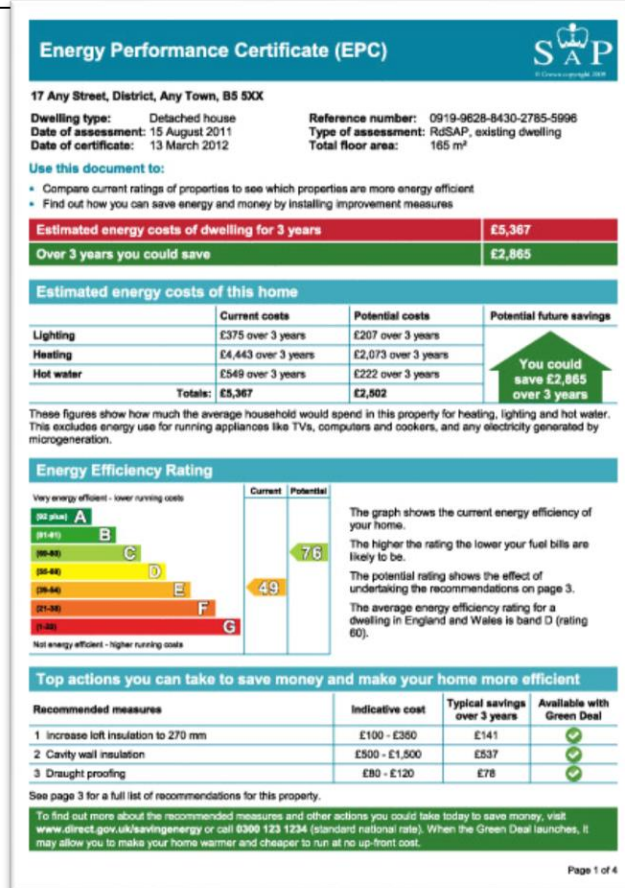 Energy Performance Certificate (EPC)
SAP
© Crown copyright 2009
17 Any Street, District, Any Town, B5 5XX
Dwelling type: Detached house
Reference number: 0919-9628-8430-2785-5996
Date of assessment: 15 August 2011
Type of assessment: RdSAP, existing dwelling
Date of certificate: 13 March 2012
Total floor area: 165 m²
Use this document to:
• Compare current ratings of properties to see which properties are more energy efficient
• Find out how you can save energy and money by installing improvement measures
Estimated energy costs of dwelling for 3 years £5,367
Over 3 years you could save £2,865
Estimated energy costs of this home
Current costs Potential costs Potential future savings
Lighting £375 over 3 years £207 over 3 years
Heating £4,443 over 3 years £2,073 over 3 years
Hot water £549 over 3 years £222 over 3 years
Totals: £5,367 £2,502
You could
save £2,865
over 3 years
These figures show how much the average household would spend in this property for heating, lighting and hot water.
This excludes energy use for running appliances like TVs, computers and cookers, and any electricity generated by
microgeneration.
Energy Efficiency Rating
Current Potential
Very energy efficient - lower running costs
(92 plus) A
(81-91) B
(69-80) C
(55-68) D
(39-54) E
(21-38) F
(1-20) G
Not energy efficient - higher running costs
49
76
The graph shows the current energy efficiency of
your home.
The higher the rating the lower your fuel bills are
likely to be.
The potential rating shows the effect of
undertaking the recommendations on page 3.
The average energy efficiency rating for a
dwelling in England and Wales is band D (rating
60).
Top actions you can take to save money and make your home more efficient
Recommended measures Indicative cost Typical savings over 3 years Available with Green Deal
1 Increase loft insulation to 270 mm £100 - £350 £141
2 Cavity wall insulation £500 - £1,500 £537
3 Draught proofing £80 - £120 £78
See page 3 for a full list of recommendations for this property.
To find out more about the recommended measures and other actions you could take today to save money, visit
www.direct.gov.uk/savingenergy or call 0300 123 1234 (standard national rate). When the Green Deal launches, it
may allow you to make your home warmer and cheaper to run at no up-front cost.
Page 1 of 4